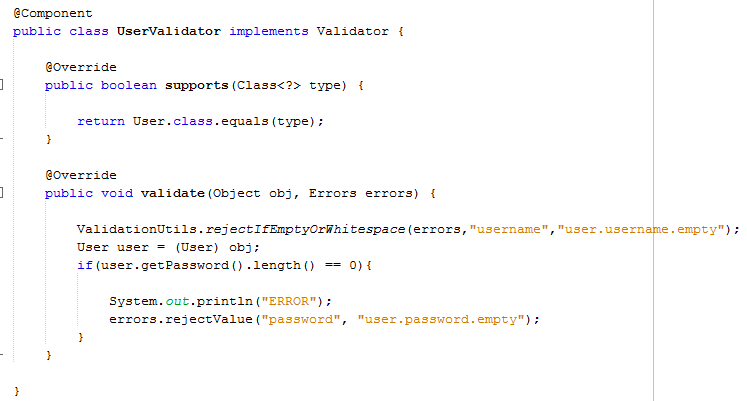 @Component
public class UserValidator implements Validator {
@Override
public boolean supports(Class<?> type) {
return User.class.equals(type);
}
@Override
public void validate(Object obj, Errors errors) {
ValidationUtils.rejectIfEmptyOrWhitespace(errors,"username","user.username.empty");
User user = (User) obj;
if(user.getPassword().length() == 0){
System.out.println("ERROR");
errors.rejectValue("password", "user.password.empty");
}
}
}